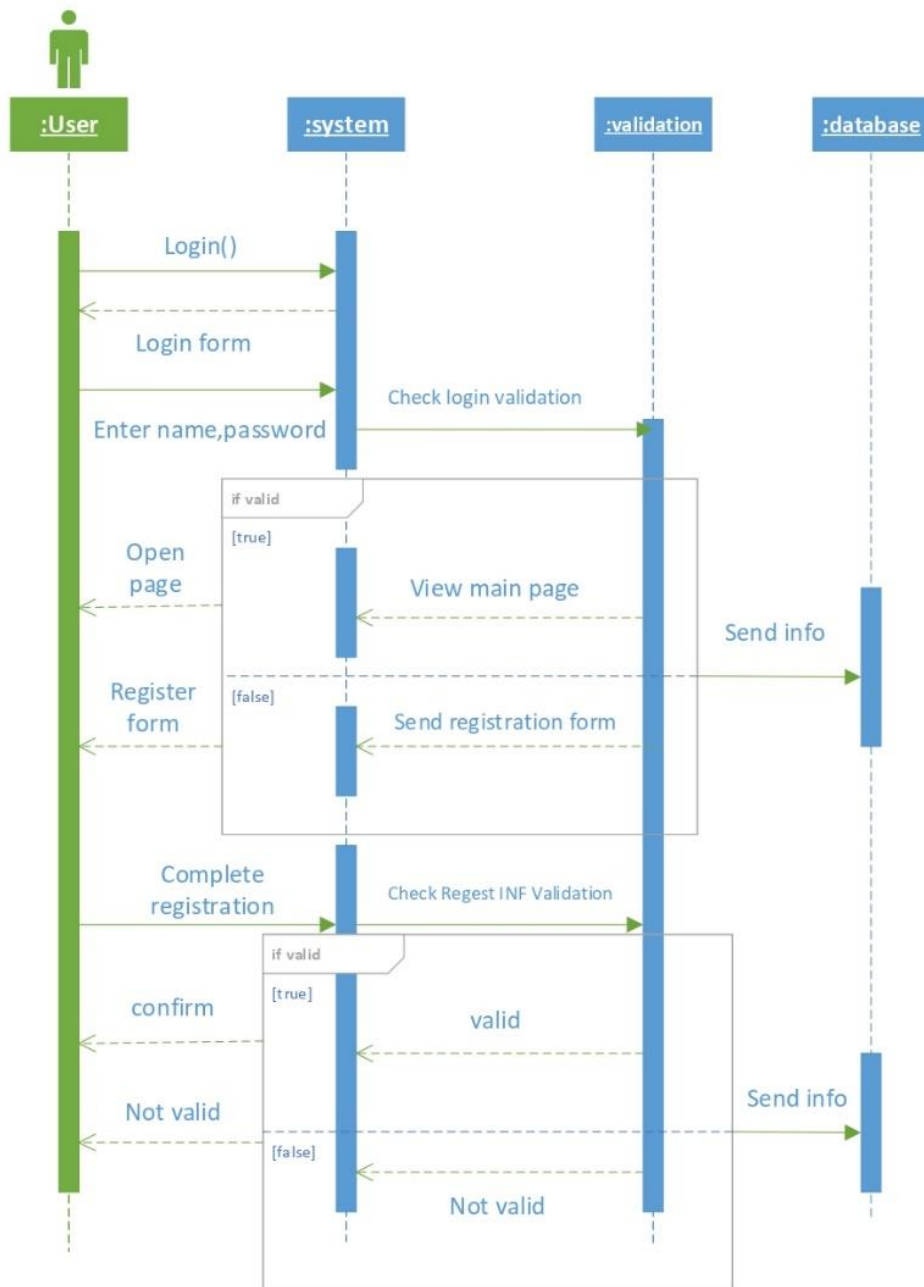 :User
:system
:validation
:database
Login()
Login form
Check login validation
Enter name,password
if valid
[true]
Open
page
View main page
Send info
[false]
Register
form
Send registration form
Complete
registration
Check Regest INF Validation
if valid
[true]
confirm
valid
Not valid
Send info
[false]
Not valid